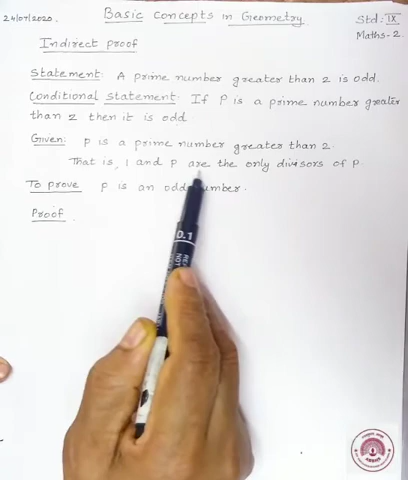 24/07/2020.
Basic concepts in Geometry
Std: IX
Maths-2.
Indirect proof
Statement: A prime number greater than 2 is odd.
Conditional statement: If P is a prime number greater
than 2 then it is odd
Given: P is a prime number greater than 2.
That is, 1 and P are the only divisors of P
To prove P is an odd number.
Proof.
0.1